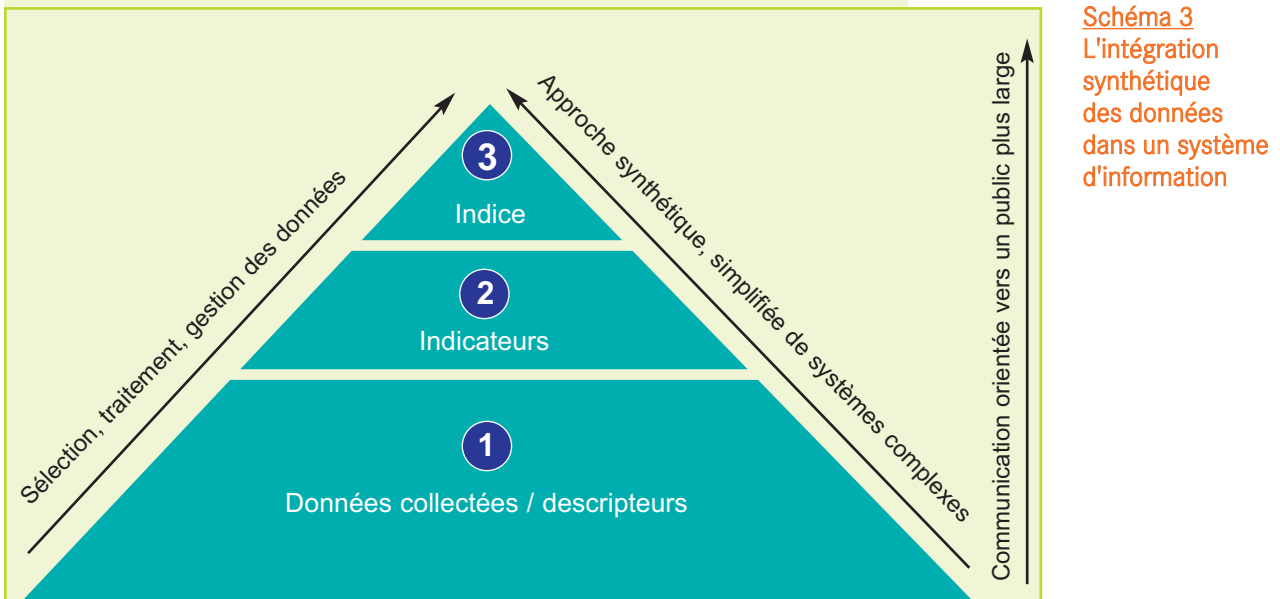 Schéma 3
L'intégration
synthétique
des données
dans un système
d'information
Sélection, traitement, gestion des données
Approche synthétique, simplifiée de systèmes complexes
Communication orientée vers un public plus large
3
Indice
2
Indicateurs
1
Données collectées / descripteurs